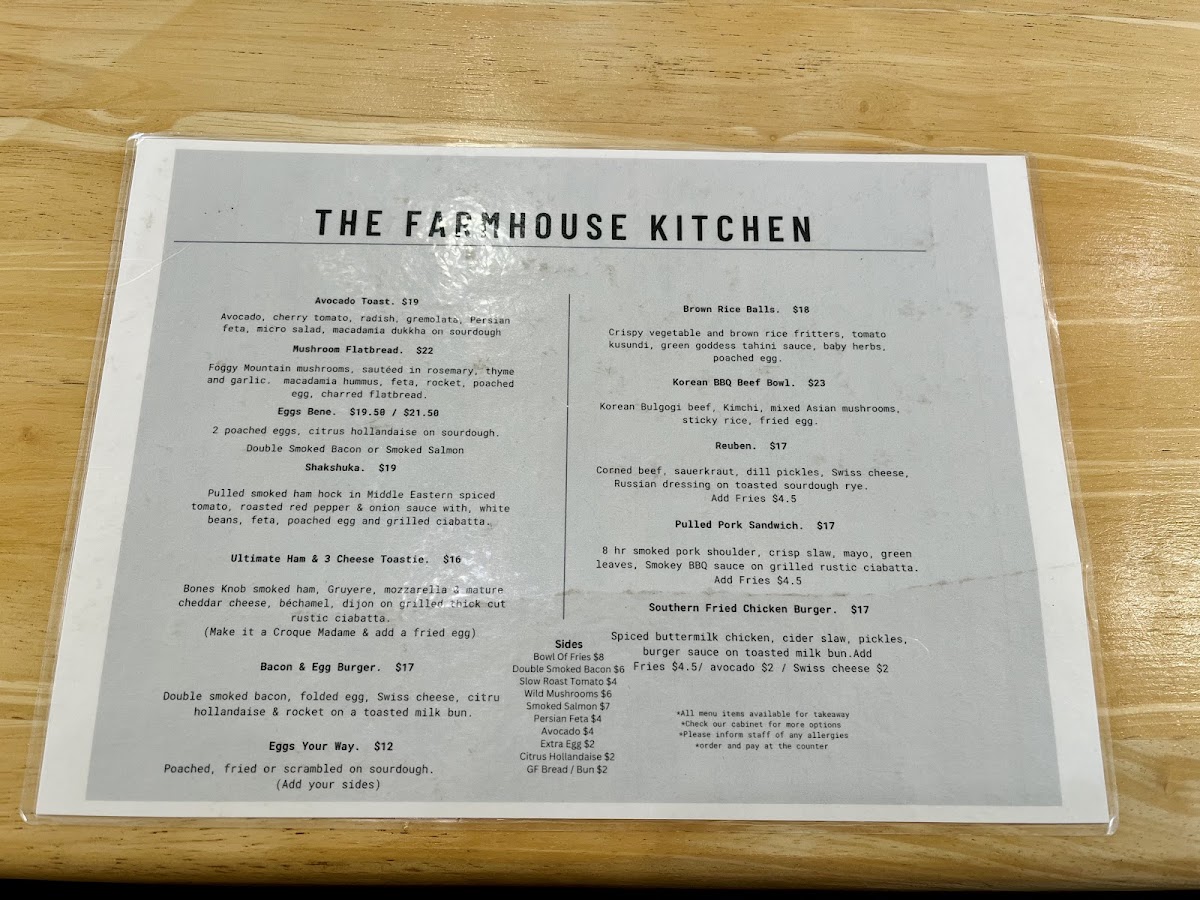 THE FARMHOUSE KITCHEN
Avocado Toast. $19
Avocado, cherry tomato, radish, gremolata, Persian
feta, micro salad, macadamia dukkha on sourdough
Mushroom Flatbread. $22
Foggy Mountain mushrooms, sautéed in rosemary, thyme
and garlic. macadamia hummus, feta, rocket, poached
egg, charred flatbread.
Eggs Bene. $19.50 / $21.50
2 poached eggs, citrus hollandaise on sourdough.
Double Smoked Bacon or Smoked Salmon
Shakshuka. $19
Pulled smoked ham hock in Middle Eastern spiced
tomato, roasted red pepper & onion sauce with, white
beans, feta, poached egg and grilled ciabatta.
Ultimate Ham & 3 Cheese Toastie. $16
Bones Knob smoked ham, Gruyere, mozzarella & mature
cheddar cheese, béchamel, dijon on grilled thick cut
rustic ciabatta.
(Make it a Croque Madame & add a fried egg)
Bacon & Egg Burger. $17
Double smoked bacon, folded egg, Swiss cheese, citru
hollandaise & rocket on a toasted milk bun.
Eggs Your Way. $12
Poached, fried or scrambled on sourdough.
(Add your sides)
Sides
Bowl Of Fries $8
Double Smoked Bacon $6
Slow Roast Tomato $4
Wild Mushrooms $6
Smoked Salmon $7
Persian Feta $4
Avocado $4
Extra Egg $2
Citrus Hollandaise $2
GF Bread / Bun $2
Brown Rice Balls. $18
Crispy vegetable and brown rice fritters, tomato
kusundi, green goddess tahini sauce, baby herbs,
poached egg.
Korean BBQ Beef Bowl. $23
Korean Bulgogi beef, Kimchi, mixed Asian mushrooms,
sticky rice, fried egg.
Reuben. $17
Corned beef, sauerkraut, dill pickles, Swiss cheese,
Russian dressing on toasted sourdough rye.
Add Fries $4.5
Pulled Pork Sandwich. $17
8 hr smoked pork shoulder, crisp slaw, mayo, green
leaves, Smokey BBQ sauce on grilled rustic ciabatta.
Add Fries $4.5
Southern Fried Chicken Burger. $17
Spiced buttermilk chicken, cider slaw, pickles,
burger sauce on toasted milk bun.Add
Fries $4.5/ avocado $2 / Swiss cheese $2
*All menu items available for takeaway
*Check our cabinet for more options
*Please inform staff of any allergies
*order and pay at the counter